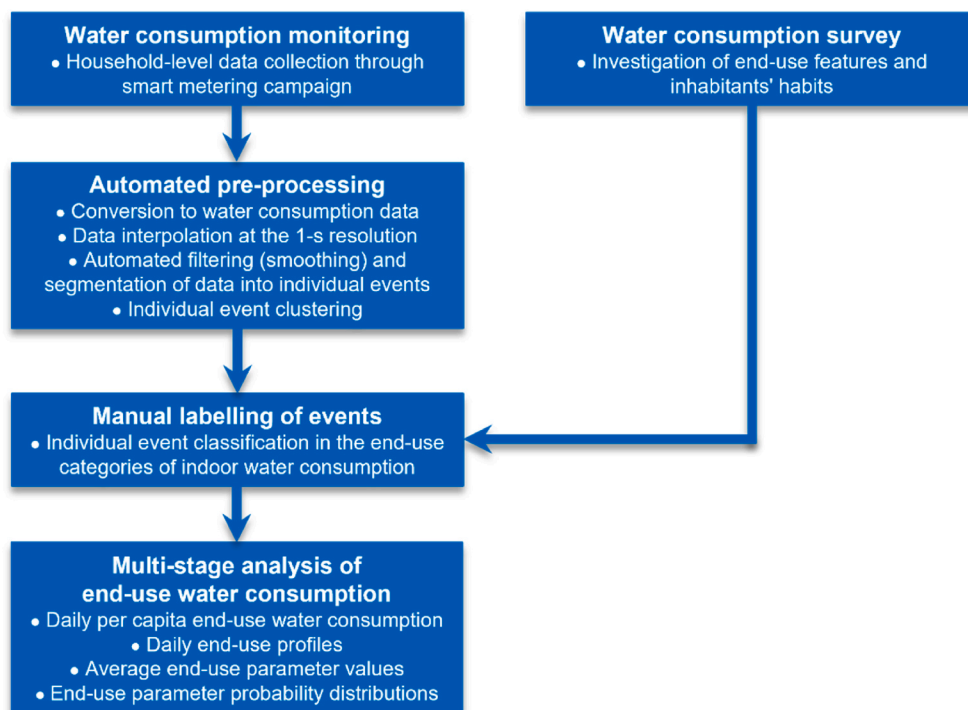 Water consumption monitoring
● Household-level data collection through
smart metering campaign
Water consumption survey
● Investigation of end-use features and
inhabitants' habits
Automated pre-processing
● Conversion to water consumption data
● Data interpolation at the 1-s resolution
● Automated filtering (smoothing) and
segmentation of data into individual events
● Individual event clustering
Manual labelling of events
● Individual event classification in the end-use
categories of indoor water consumption
Multi-stage analysis of
end-use water consumption
● Daily per capita end-use water consumption
● Daily end-use profiles
● Average end-use parameter values
● End-use parameter probability distributions